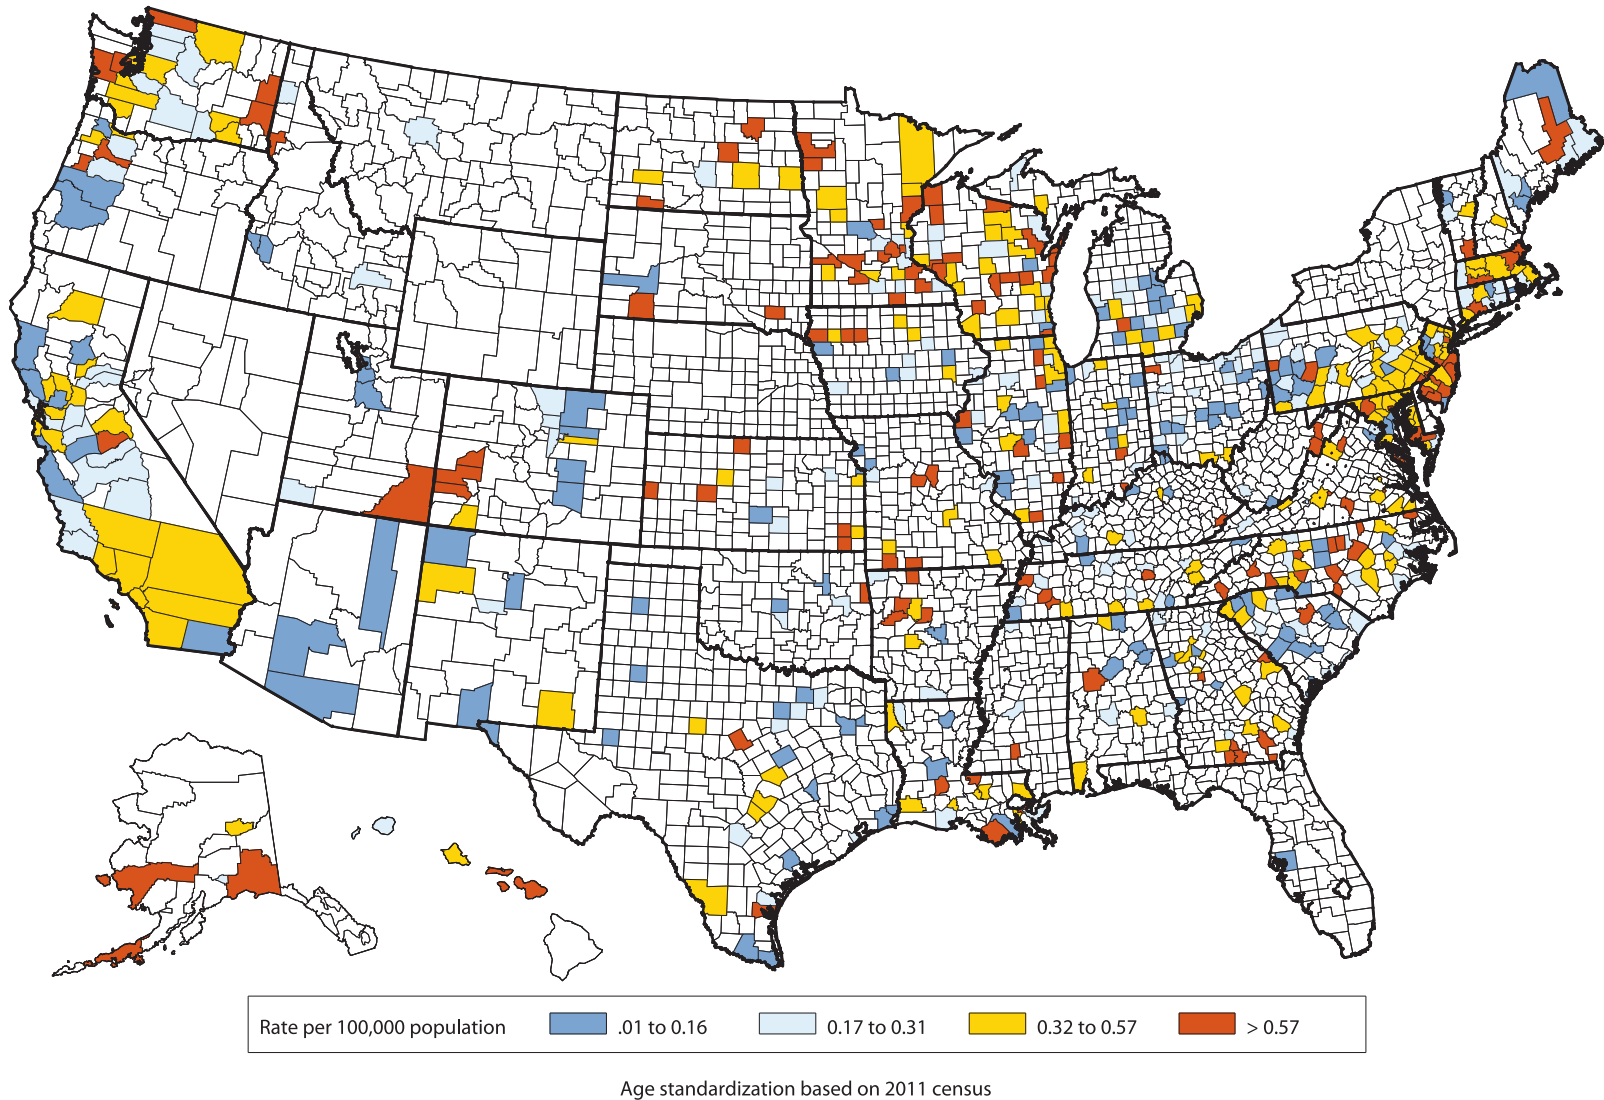 Rate per 100,000 population .01 to 0.16 0.17 to 0.31 0.32 to 0.57 > 0.57
Age standardization based on 2011 census